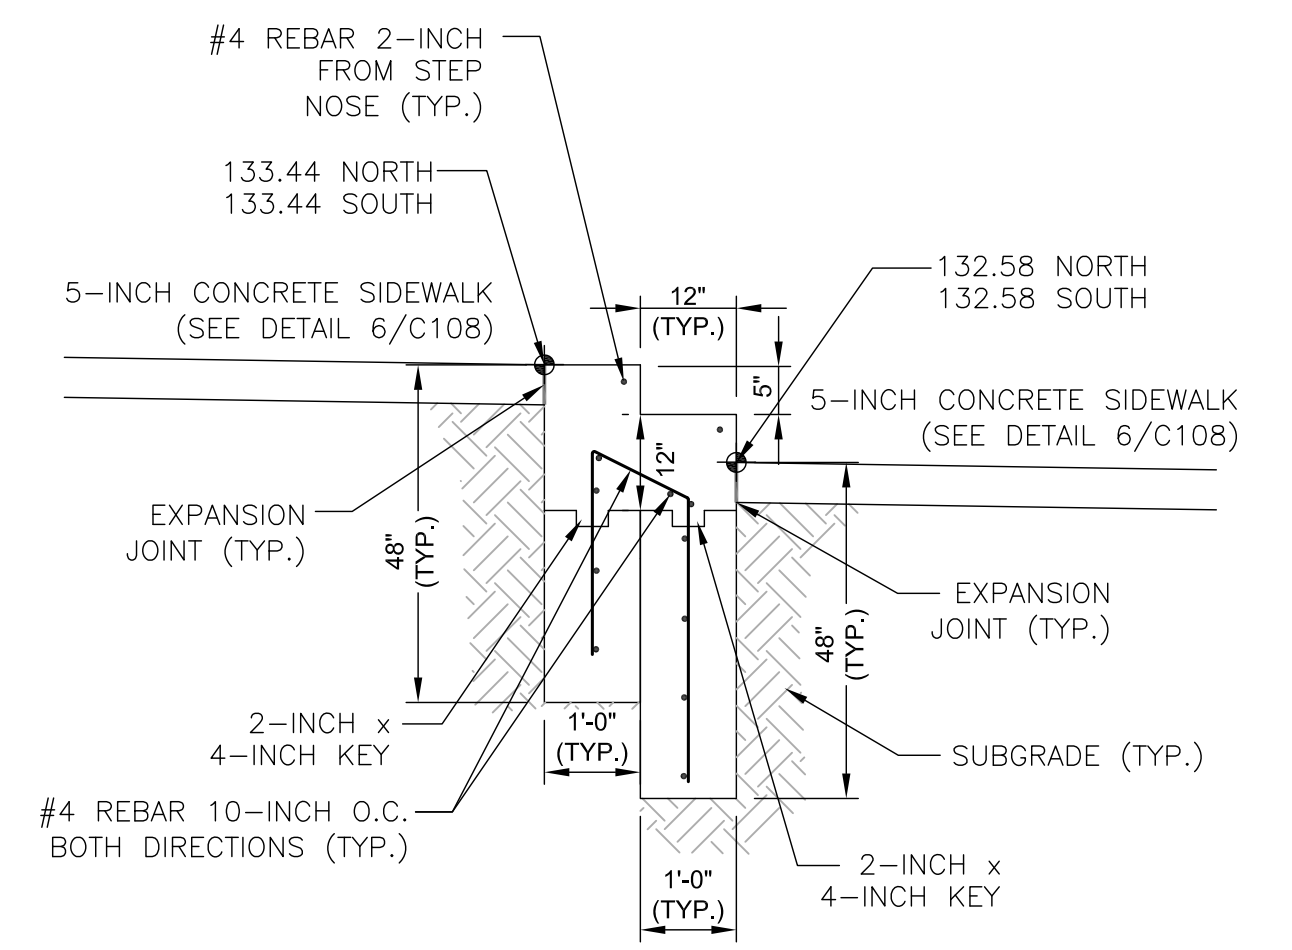 #4 REBAR 2-INCH
FROM STEP
NOSE (TYP.)
133.44 NORTH
133.44 SOUTH
5-INCH CONCRETE SIDEWALK
(SEE DETAIL 6/C108)
12"
(TYP.)
132.58 NORTH
132.58 SOUTH
5"
5-INCH CONCRETE SIDEWALK
(SEE DETAIL 6/C108)
12"
EXPANSION
JOINT (TYP.)
48"
(TYP.)
EXPANSION
JOINT (TYP.)
48"
(TYP.)
2-INCH x
4-INCH KEY
1'-0"
(TYP.)
SUBGRADE (TYP.)
#4 REBAR 10-INCH O.C.
BOTH DIRECTIONS (TYP.)
1'-0"
(TYP.)
2-INCH x
4-INCH KEY